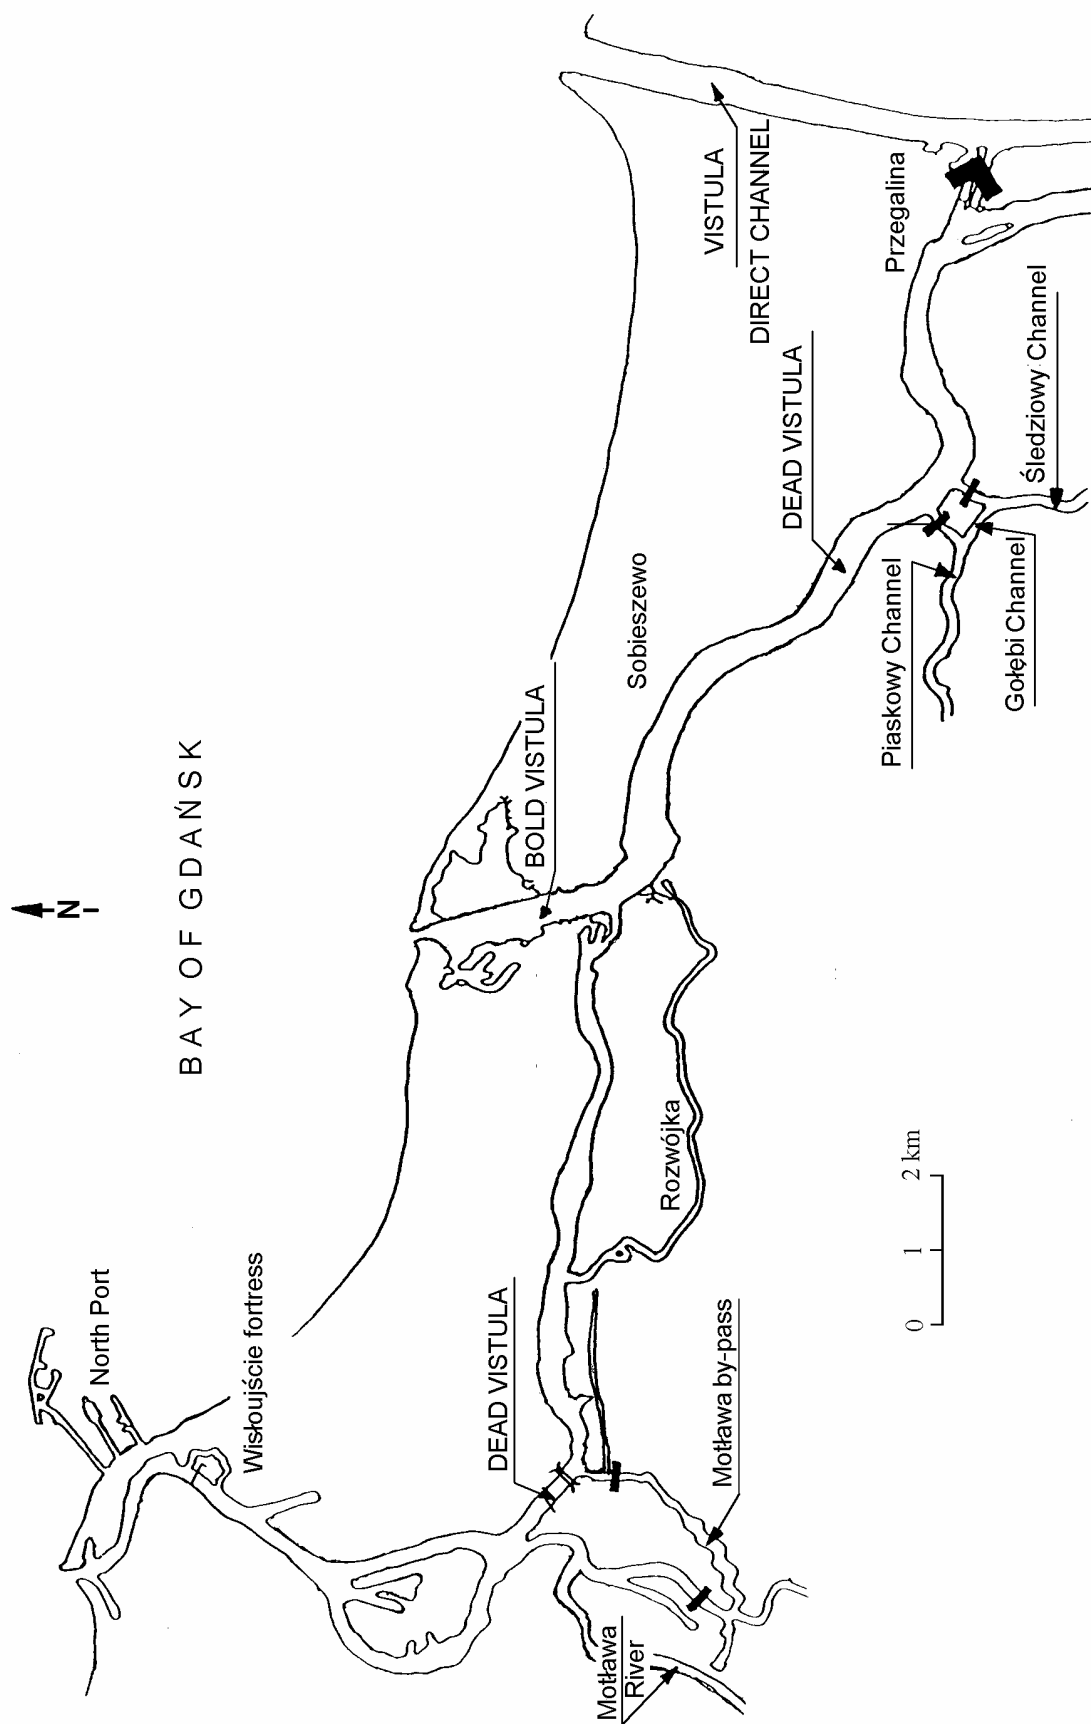 N
BAY OF GDAŃSK
North Port
Wisłoujście fortress
DEAD VISTULA
Motława
River
Motława by-pass
Rozwójka
BOLD VISTULA
Sobieszewo
DEAD VISTULA
VISTULA
DIRECT CHANNEL
Przegalina
Piaskowy Channel
Gołębi Channel
Śledziowy Channel
0 1 2 km